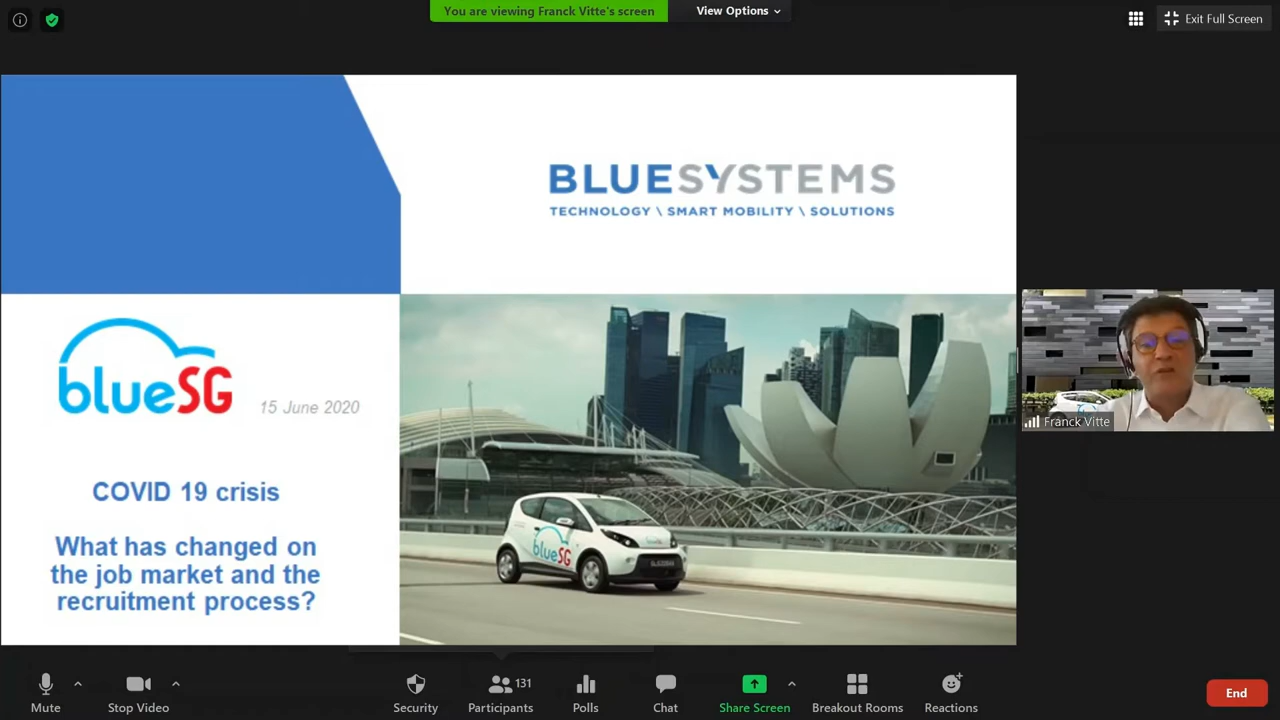 You are viewing Franck Vitte's screen
View Options
Exit Full Screen
BLUESYSTEMS
TECHNOLOGY \ SMART MOBILITY \ SOLUTIONS
blueSG
15 June 2020
COVID 19 crisis
What has changed on
the job market and the
recruitment process?
blueSG
Franck Vitte
Mute
Stop Video
Security
131
Participants
Polls
Chat
Share Screen
Breakout Rooms
Reactions
End